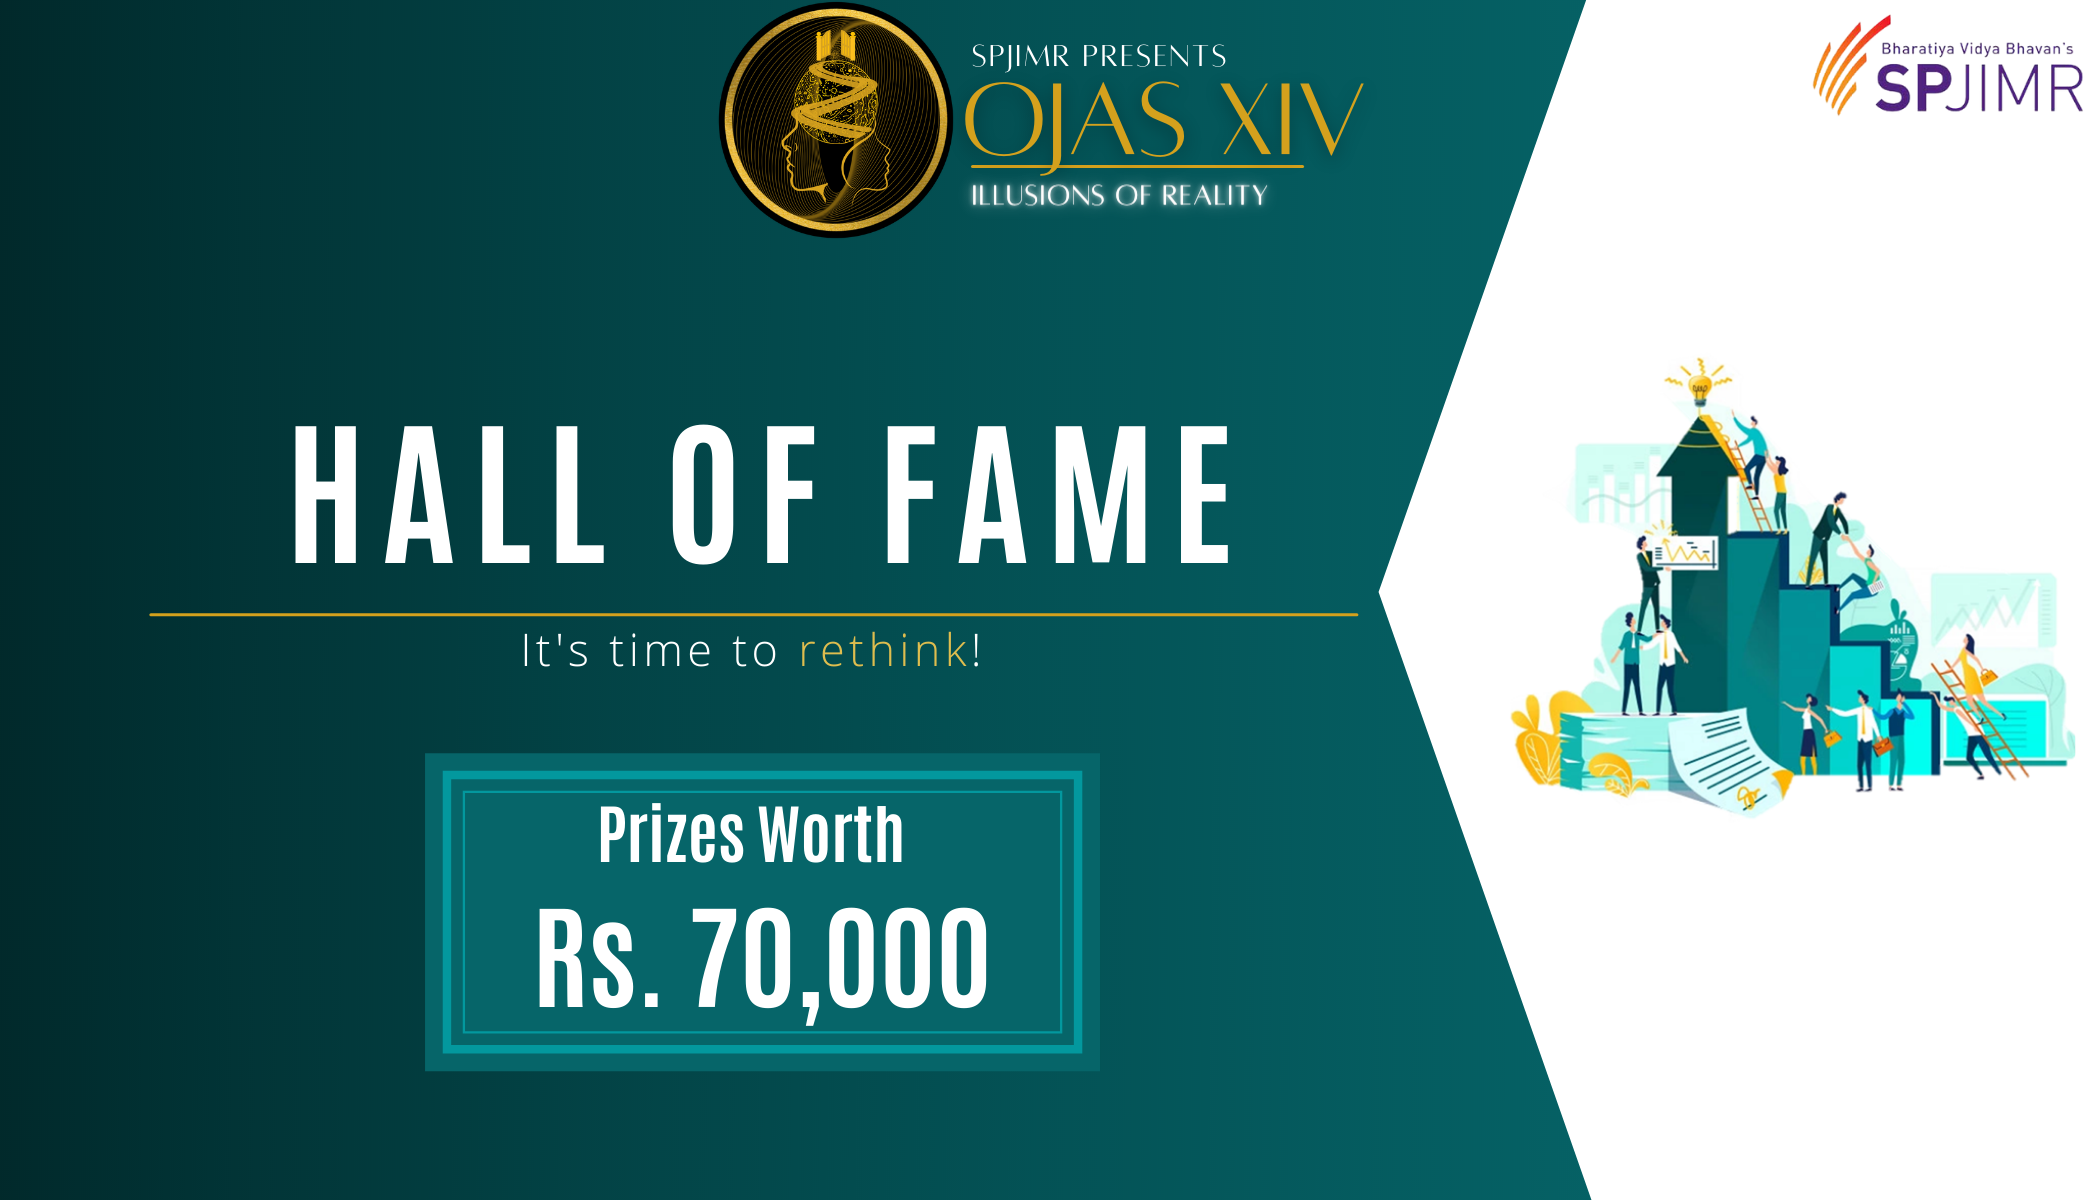 SPJIMR PRESENTS
OJAS XIV
ILLUSIONS OF REALITY
Bharatiya Vidya Bhavan's
SPJIMR
HALL OF FAME
It's time to rethink!
Prizes Worth
Rs. 70,000